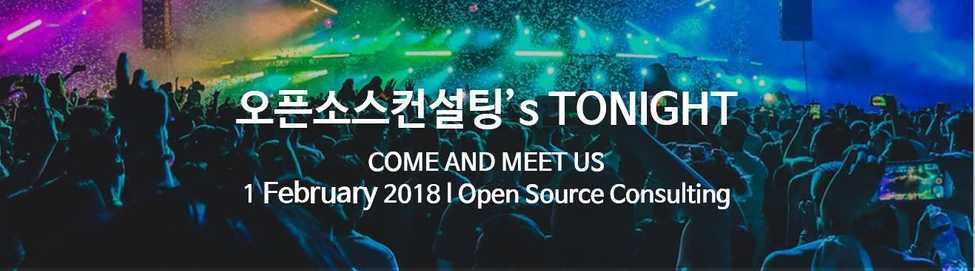 오픈소스컨설팅's TONIGHT
COME AND MEET US
1 February 2018 l Open Source Consulting